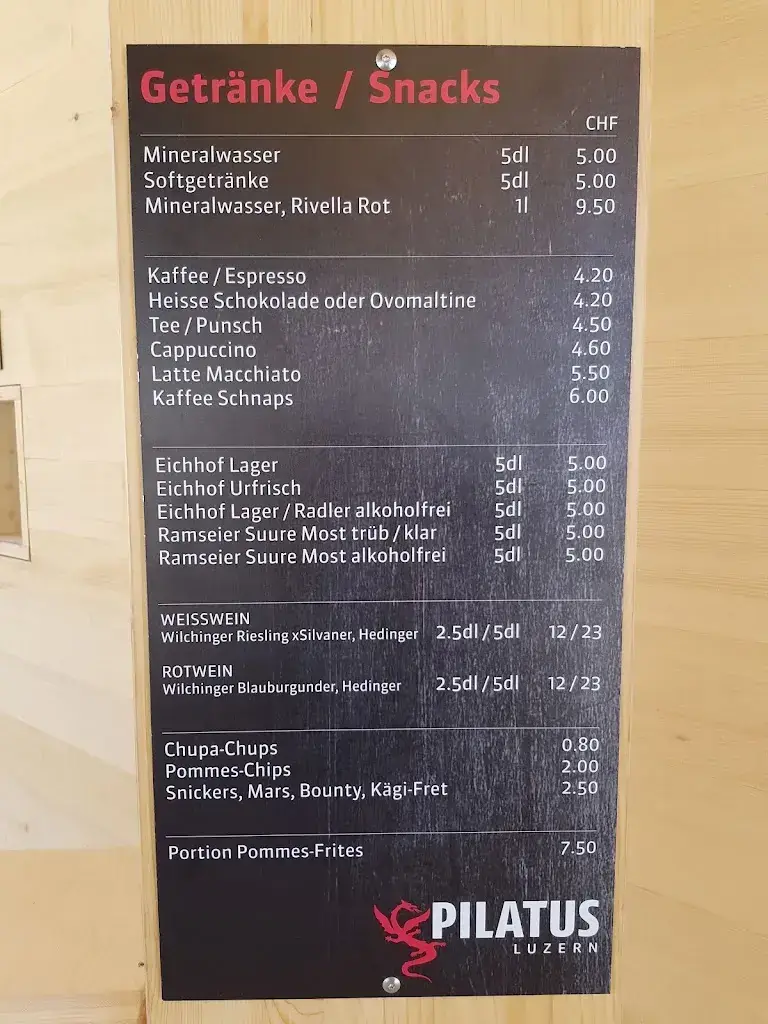 Getränke / Snacks
CHF
Mineralwasser 5dl 5.00
Softgetränke 5dl 5.00
Mineralwasser, Rivella Rot 1l 9.50
Kaffee / Espresso 4.20
Heisse Schokolade oder Ovomaltine 4.20
Tee / Punsch 4.50
Cappuccino 4.60
Latte Macchiato 5.50
Kaffee Schnaps 6.00
Eichhof Lager 5dl 5.00
Eichhof Urfrisch 5dl 5.00
Eichhof Lager / Radler alkoholfrei 5dl 5.00
Ramseier Suure Most trüb / klar 5dl 5.00
Ramseier Suure Most alkoholfrei 5dl 5.00
WEISSWEIN
Wilchinger Riesling xSilvaner, Hedinger 2.5dl / 5dl 12 / 23
ROTWEIN
Wilchinger Blauburgunder, Hedinger 2.5dl / 5dl 12 / 23
Chupa-Chups 0.80
Pommes-Chips 2.00
Snickers, Mars, Bounty, Kägi-Fret 2.50
Portion Pommes-Frites 7.50
PILATUS
LUZERN